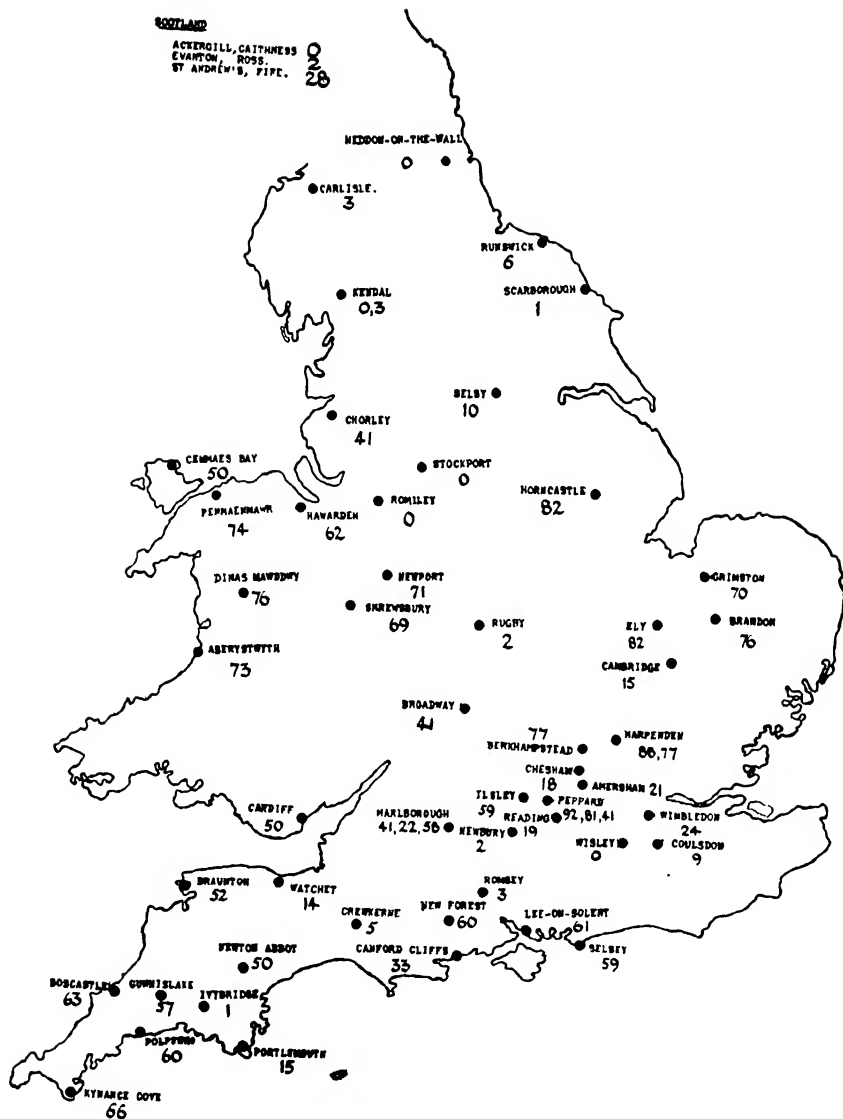 SCOTLAND
ACKERGILL, CAITHNESS 0
EVANTON, ROSS. 2
ST ANDREW'S, FIFE. 28
HEDDON-ON-THE-WALL
0
CARLISLE.
3
RUNSWICK
6
KENDAL
0,3
SCARBOROUGH
1
SELBY
10
CHORLEY
41
CEMMAES BAY
50
STOCKPORT
0
PENMAENMAWR
74
HAWARDEN
62
ROMILEY
0
HORNCASTLE
82
DINAS MAWDDWY
76
NEWPORT
71
GRIMSTON
70
SHREWSBURY
69
RUGBY
2
ELY
82
BRANDON
76
ABERYSTWYTH
73
CAMBRIDGE
15
BROADWAY
41
77
BERKHAMPSTEAD
HARPENDEN
88,77
CHESHAM
18
AMERSHAM 21
CARDIFF
50
MARLBOROUGH
41,22,58
ILSLEY
59
PEPPARD
92,81,41
READING
19
NEWBURY
2
WIMBLEDON
24
WISLEY
0
COULSDON
9
BRAUNTON
52
WATCHET
14
ROMSEY
3
CREWKERNE
5
NEW FOREST
60
LEE-ON-SOLENT
61
NEWTON ABBOT
50
CANFORD CLIFFS
33
SELSEY
59
BOSCASTLE
63
GUNNISLAKE
57
IVYBRIDGE
1
POLPERRO
60
PORTLEMOUTH
15
KYNANCE COVE
66